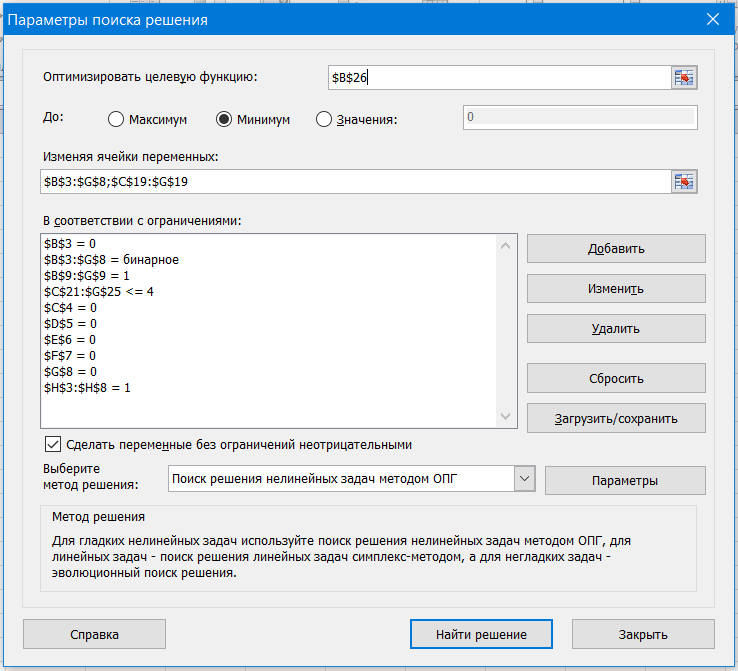 Параметры поиска решения
Оптимизировать целевую функцию: $B$26
До: Максимум Минимум Значения: 0
Изменяя ячейки переменных:
$B$3:$G$8;$C$19:$G$19
В соответствии с ограничениями:
$B$3 = 0
$B$3:$G$8 = бинарное
$B$9:$G$9 = 1
$C$21:$G$25 <= 4
$C$4 = 0
$D$5 = 0
$E$6 = 0
$F$7 = 0
$G$8 = 0
$H$3:$H$8 = 1
Добавить
Изменить
Удалить
Сбросить
Загрузить/сохранить
Сделать переменные без ограничений неотрицательными
Выберите
метод решения:
Поиск решения нелинейных задач методом ОПГ
Параметры
Метод решения
Для гладких нелинейных задач используйте поиск решения нелинейных задач методом ОПГ, для
линейных задач - поиск решения линейных задач симплекс-методом, а для негладких задач -
эволюционный поиск решения.
Справка
Найти решение
Закрыть